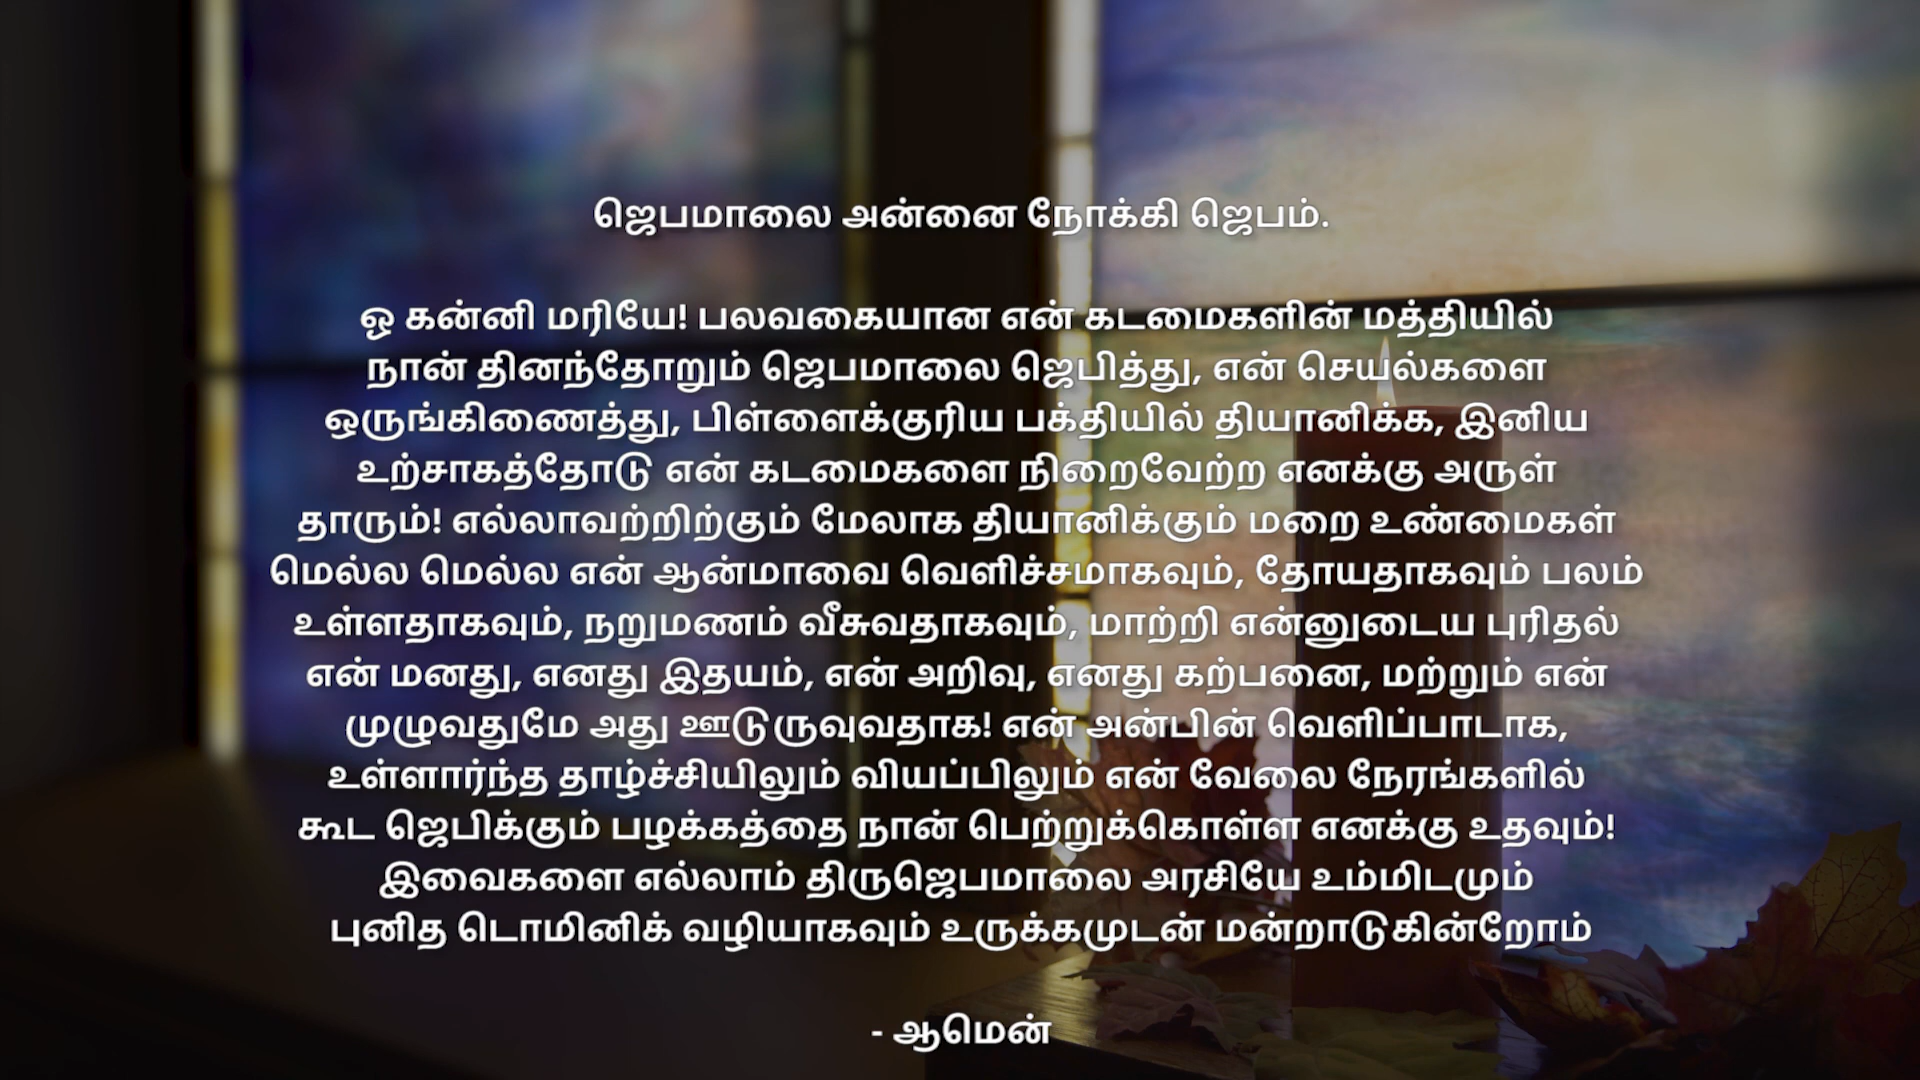 ஜெபமாலை அன்னை நோக்கி ஜெபம்.
ஓ கன்னி மரியே! பலவகையான என் கடமைகளின் மத்தியில்
நான் தினந்தோறும் ஜெபமாலை ஜெபித்து, என் செயல்களை
ஒருங்கிணைத்து, பிள்ளைக்குரிய பக்தியில் தியானிக்க, இனிய
உற்சாகத்தோடு என் கடமைகளை நிறைவேற்ற எனக்கு அருள்
தாரும்! எல்லாவற்றிற்கும் மேலாக தியானிக்கும் மறை உண்மைகள்
மெல்ல மெல்ல என் ஆன்மாவை வெளிச்சமாகவும், தோயதாகவும் பலம்
உள்ளதாகவும், நறுமணம் வீசுவதாகவும், மாற்றி என்னுடைய புரிதல்
என் மனது, எனது இதயம், என் அறிவு, எனது கற்பனை, மற்றும் என்
முழுவதுமே அது ஊடுருவுவதாக! என் அன்பின் வெளிப்பாடாக,
உள்ளார்ந்த தாழ்ச்சியிலும் வியப்பிலும் என் வேலை நேரங்களில்
கூட ஜெபிக்கும் பழக்கத்தை நான் பெற்றுக்கொள்ள எனக்கு உதவும்!
இவைகளை எல்லாம் திருஜெபமாலை அரசியே உம்மிடமும்
புனித டொமினிக் வழியாகவும் உருக்கமுடன் மன்றாடுகின்றோம்
- ஆமென்